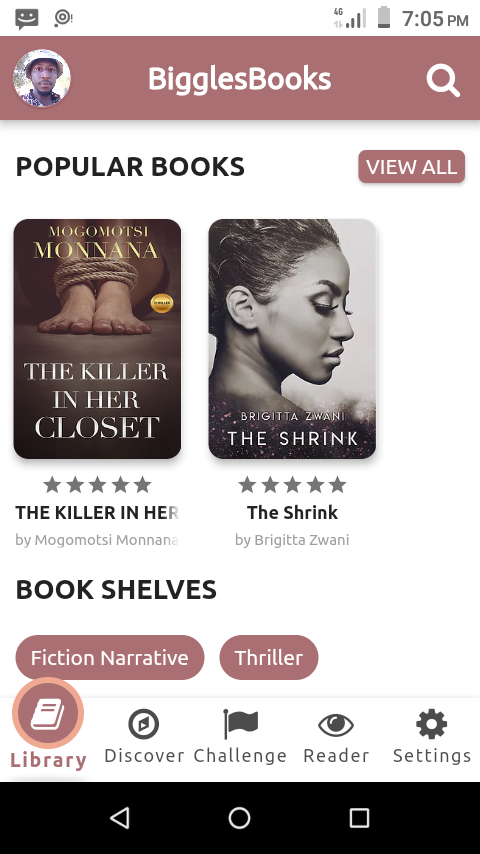 4G
7:05 PM
BigglesBooks
POPULAR BOOKS
VIEW ALL
MOGOMOTSI
MONNANA
THRILLER
THE KILLER
IN HER
CLOSET
BRIGITTA ZWANI
THE SHRINK
THE KILLER IN HER
by Mogomotsi Monnana
The Shrink
by Brigitta Zwani
BOOK SHELVES
Fiction Narrative
Thriller
Library
Discover
Challenge
Reader
Settings